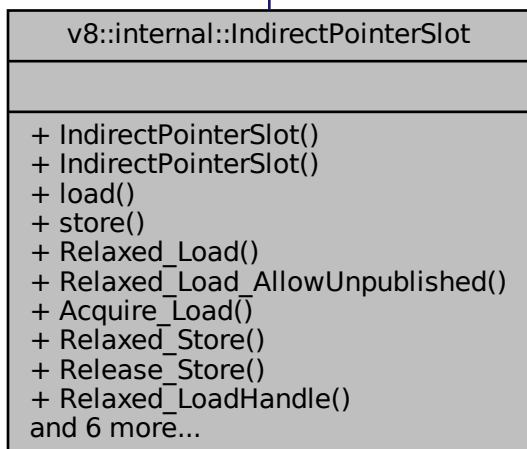 v8::internal::IndirectPointerSlot
+ IndirectPointerSlot()
+ IndirectPointerSlot()
+ load()
+ store()
+ Relaxed_Load()
+ Relaxed_Load_AllowUnpublished()
+ Acquire_Load()
+ Relaxed_Store()
+ Release_Store()
+ Relaxed_LoadHandle()
and 6 more...